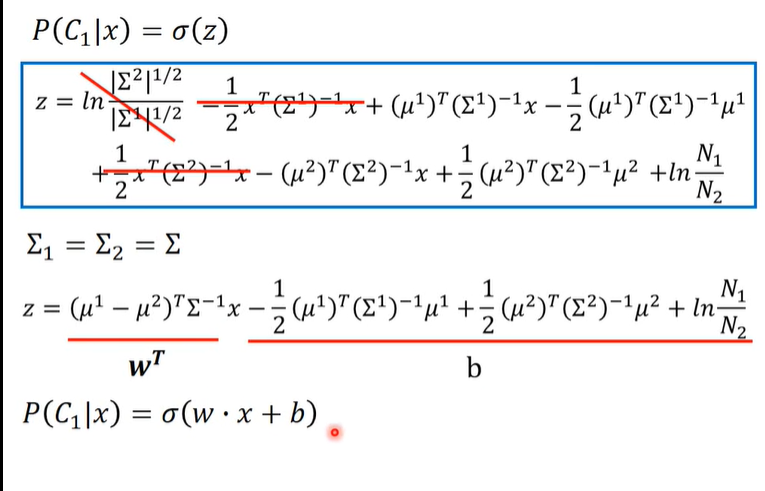 P(C₁|x) = σ(z)
z = ln |Σ²|^{1/2} / |Σ¹|^{1/2} − 1/2 x^T(Σ¹)^{−1}x + (μ¹)^T(Σ¹)^{−1}x − 1/2 (μ¹)^T(Σ¹)^{−1}μ¹
+ 1/2 x^T(Σ²)^{−1}x − (μ²)^T(Σ²)^{−1}x + 1/2 (μ²)^T(Σ²)^{−1}μ² + ln N₁/N₂
Σ₁ = Σ₂ = Σ
z = (μ¹ − μ²)^TΣ^{−1}x − 1/2 (μ¹)^T(Σ¹)^{−1}μ¹ + 1/2 (μ²)^T(Σ²)^{−1}μ² + ln N₁/N₂
w^T b
P(C₁|x) = σ(w · x + b)